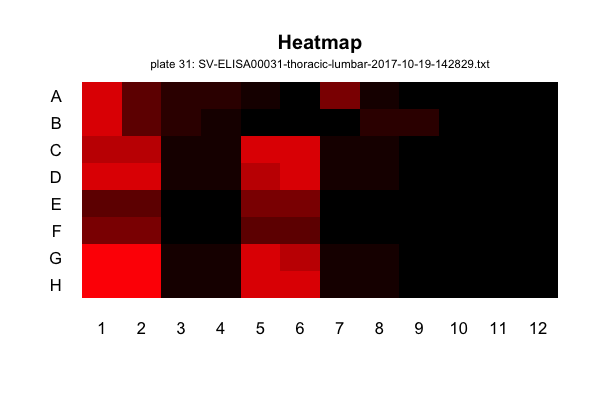 Heatmap
plate 31: SV-ELISA00031-thoracic-lumbar-2017-10-19-142829.txt
A
B
C
D
E
F
G
H
1 2 3 4 5 6 7 8 9 10 11 12